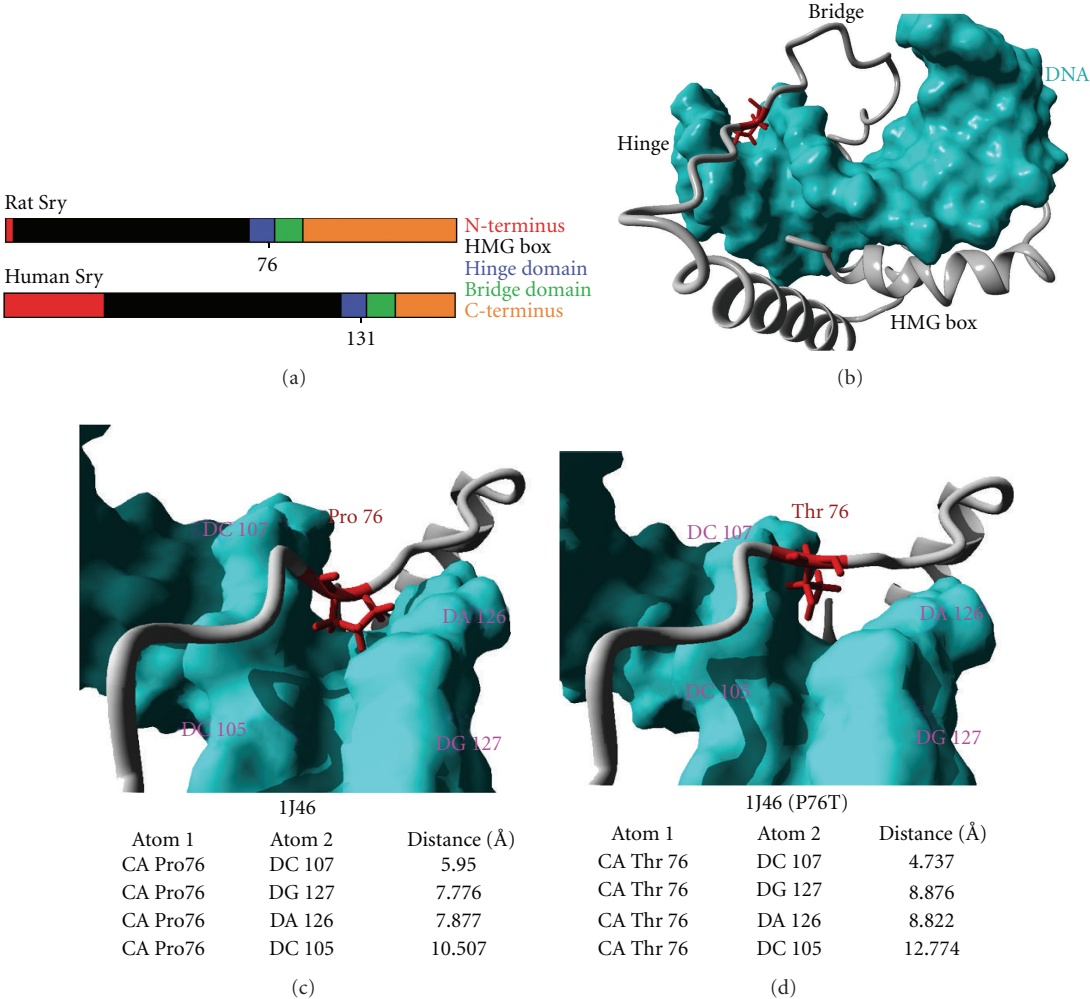 Rat Sry
76
Human Sry
131
N-terminus
HMG box
Hinge domain
Bridge domain
C-terminus
(a)
Bridge
DNA
Hinge
HMG box
(b)
DC 107
Pro 76
DA 126
DC 105
DG 127
1J46
Atom 1 Atom 2 Distance (Å)
CA Pro76 DC 107 5.95
CA Pro76 DG 127 7.776
CA Pro76 DA 126 7.877
CA Pro76 DC 105 10.507
(c)
Thr 76
DC 107
DA 126
DC 105
DG 127
1J46 (P76T)
Atom 1 Atom 2 Distance (Å)
CA Thr 76 DC 107 4.737
CA Thr 76 DG 127 8.876
CA Thr 76 DA 126 8.822
CA Thr 76 DC 105 12.774
(d)